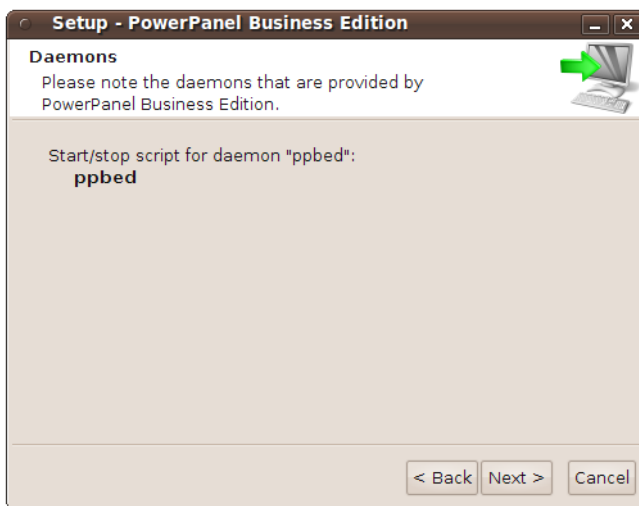 Setup - PowerPanel Business Edition
Daemons
Please note the daemons that are provided by
PowerPanel Business Edition.
Start/stop script for daemon "ppbed":
ppbed
< Back Next > Cancel